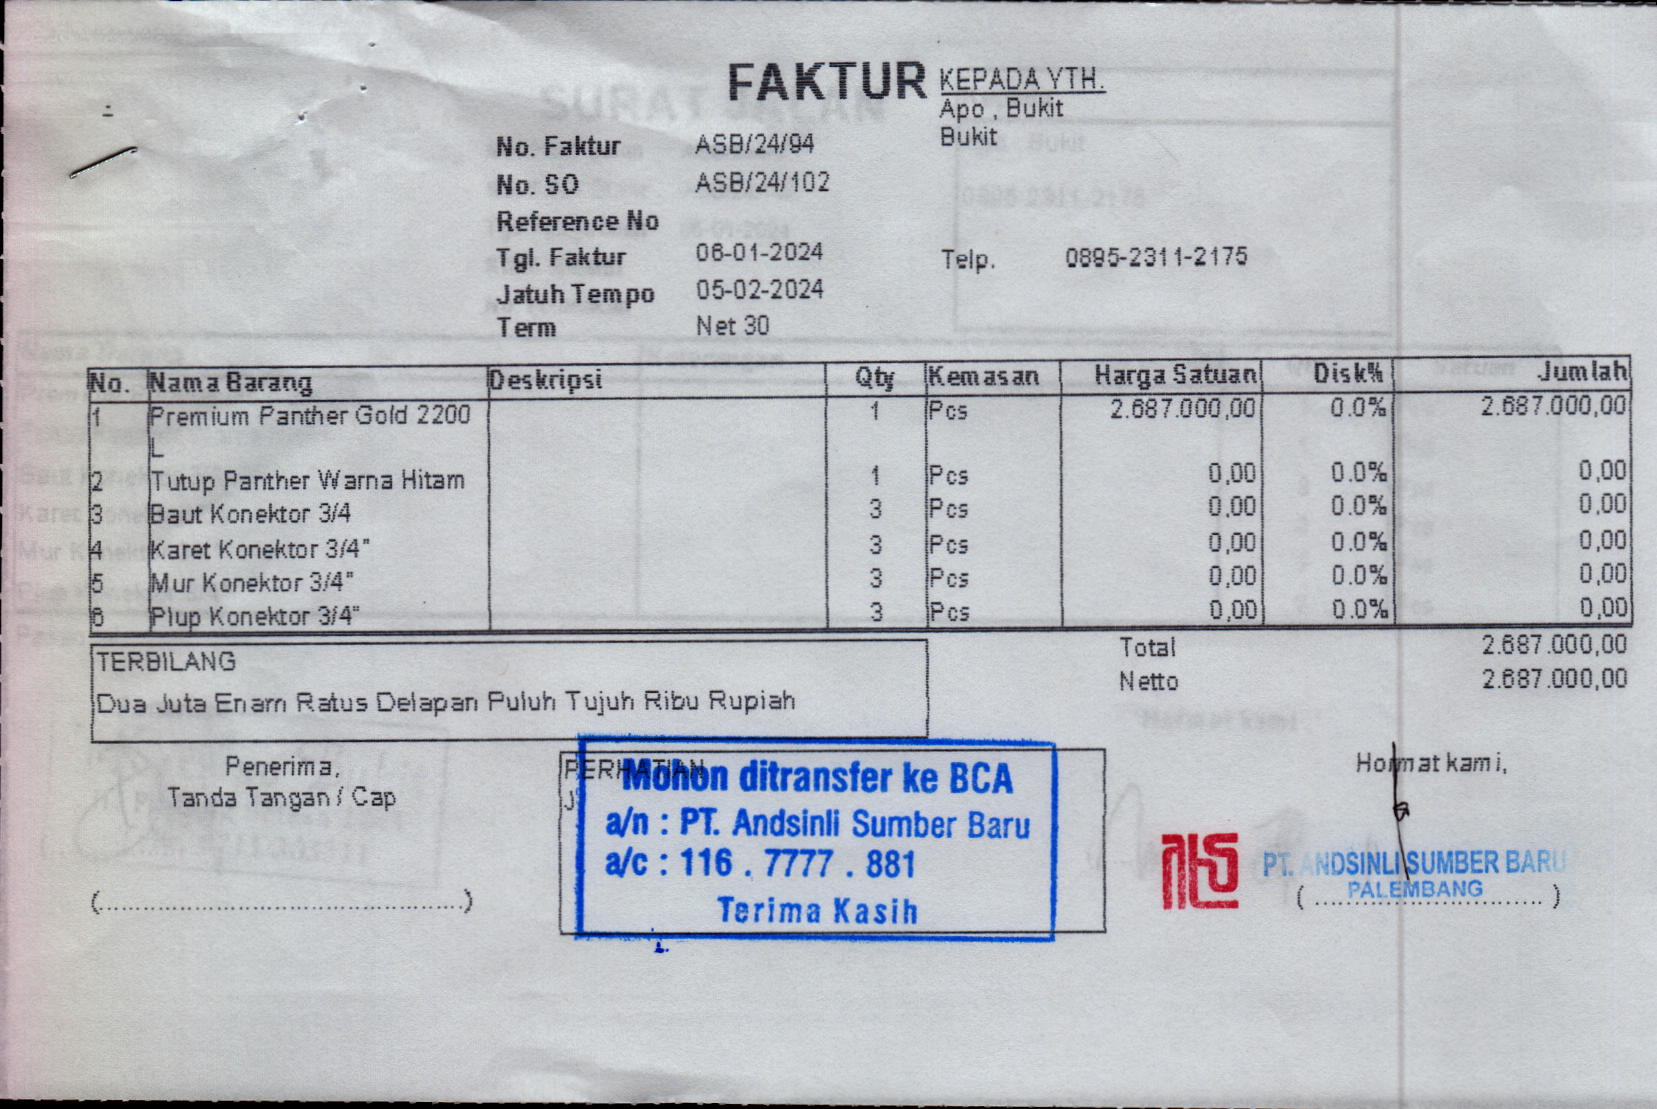 FAKTUR
KEPADA YTH.
Apo , Bukit
Bukit
No. Faktur ASB/24/94
No. SO ASB/24/102
Reference No
Tgl. Faktur 06-01-2024
Telp. 0895-2311-2175
Jatuh Tempo 05-02-2024
Term Net 30
No. Nama Barang Deskripsi Qty Kemasan Harga Satuan Disk% Jumlah
1 Premium Panther Gold 2200 1 Pcs 2.687.000,00 0.0% 2.687.000,00
L
2 Tutup Panther Warna Hitam 1 Pcs 0,00 0.0% 0,00
3 Baut Konektor 3/4 3 Pcs 0,00 0.0% 0,00
4 Karet Konektor 3/4" 3 Pcs 0,00 0.0% 0,00
5 Mur Konektor 3/4" 3 Pcs 0,00 0.0% 0,00
6 Plup Konektor 3/4" 3 Pcs 0,00 0.0% 0,00
Total 2.687.000,00
Netto 2.687.000,00
TERBILANG
Dua Juta Enam Ratus Delapan Puluh Tujuh Ribu Rupiah
Penerima,
Tanda Tangan / Cap
(..............................................)
PERHATIAN
Mohon ditransfer ke BCA
a/n : PT. Andsinli Sumber Baru
a/c : 116 . 7777 . 881
Terima Kasih
Hormat kami,
PT. ANDSINLI SUMBER BARU
PALEMBANG
( ............................. )